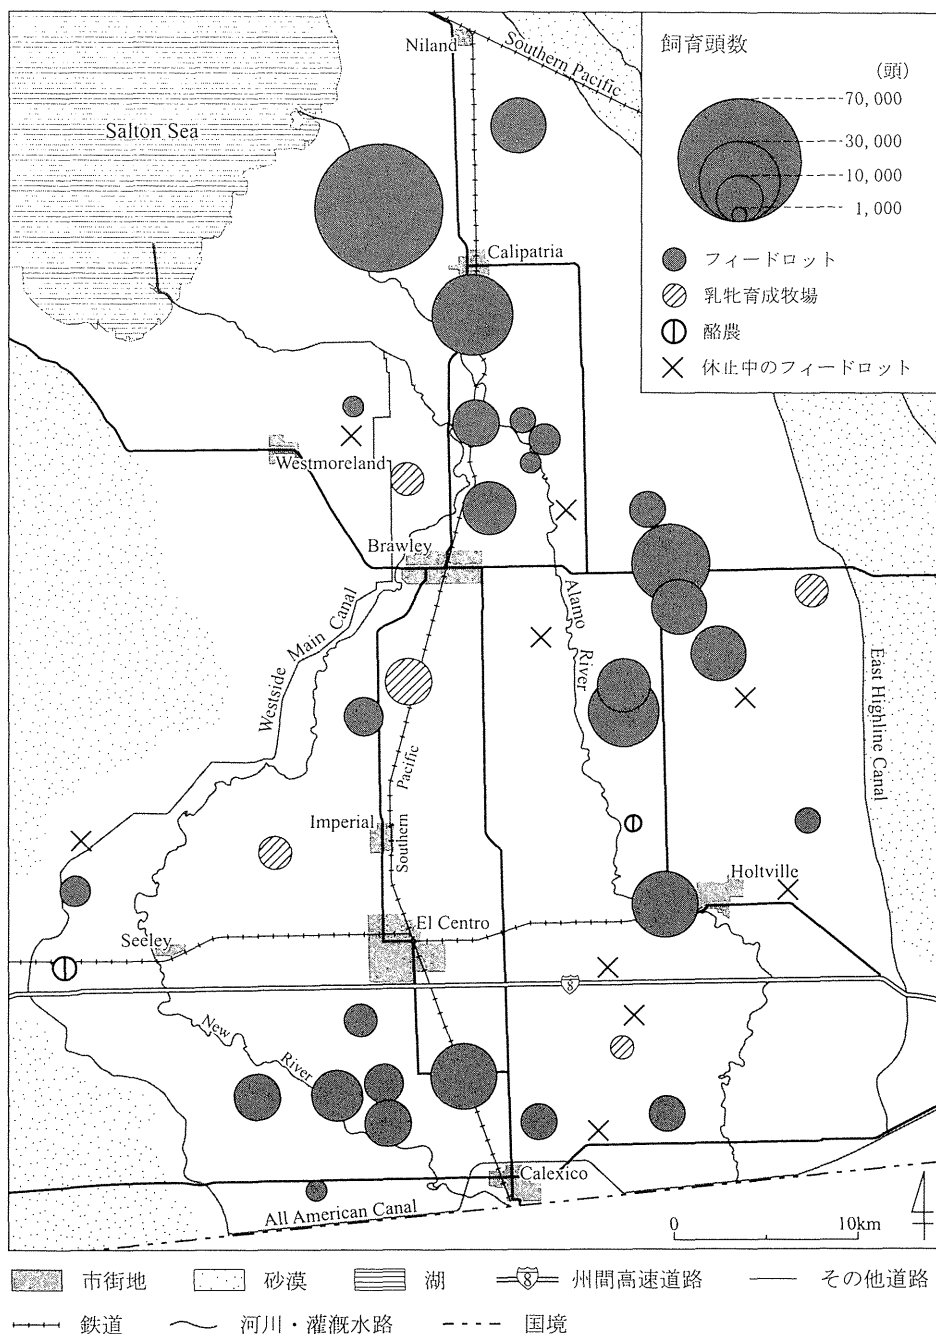 Niland
Southern Pacific
Salton Sea
Calipatria
飼育頭数
(頭)
70,000
30,000
10,000
1,000
フィードロット
乳牝育成牧場
酪農
休止中のフィードロット
Westmoreland
Brawley
Westside Main Canal
Alamo
River
East Highline Canal
Pacific
Southern
Imperial
Holtville
El Centro
Seeley
8
New
River
Calexico
All American Canal
0 10km
市街地 砂漠 湖 8 州間高速道路 その他道路
鉄道 河川・灌漑水路 国境